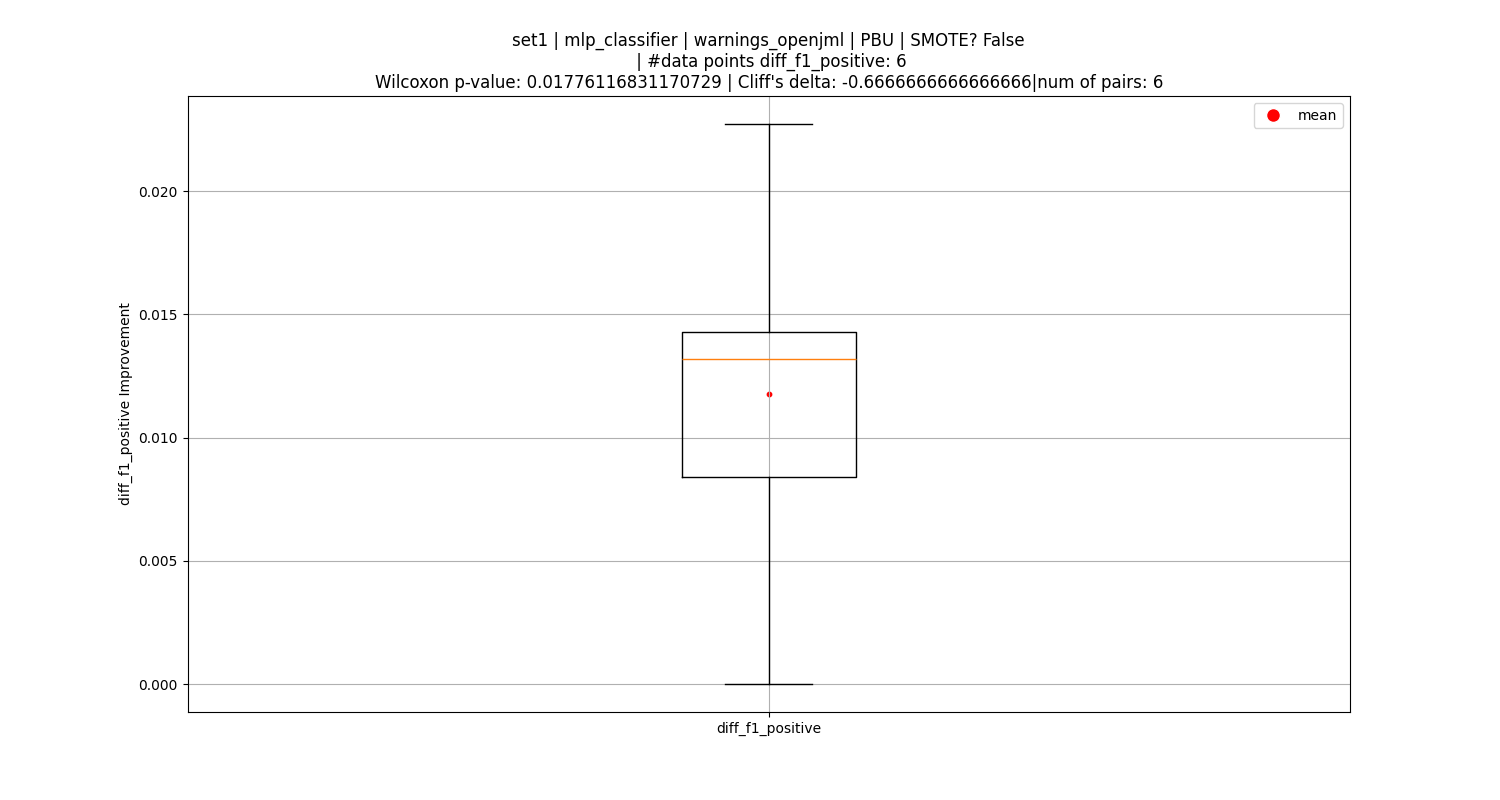 set1 | mlp_classifier | warnings_openjml | PBU | SMOTE? False
| #data points diff_f1_positive: 6
Wilcoxon p-value: 0.01776116831170729 | Cliff's delta: -0.6666666666666666|num of pairs: 6
mean
0.020
0.015
0.010
0.005
0.000
diff_f1_positive Improvement
diff_f1_positive